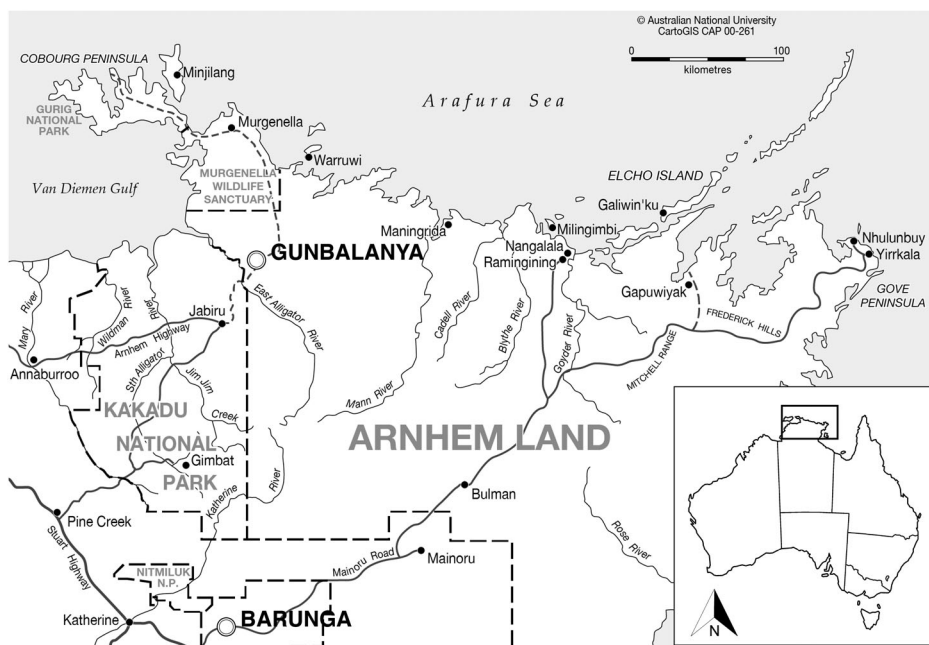 © Australian National University
CartoGIS CAP 00-261
0
100
kilometres
COBOURG PENINSULA
Minjilang
GURIG
NATIONAL
PARK
Murgenella
Arafura Sea
Warruwi
Van Diemen Gulf
MURGENELLA
WILDLIFE
SANCTUARY
ELCHO ISLAND
Galiwin'ku
Maningrida
Milingimbi
Nangalala
Ramingining
Nhulunbuy
Yirrkala
GOVE
PENINSULA
GUNBALANYA
Gapuwiyak
East Alligator
River
Mary River
Wildman River
Sth Alligator
River
Jabiru
Arnhem Highway
Annaburroo
Cadell River
Blythe River
Goyder River
FREDERICK HILLS
MITCHELL RANGE
Jim Jim
Creek
Mann River
KAKADU
NATIONAL
PARK
ARNHEM LAND
Gimbat
Katherine
River
Bulman
Pine Creek
Rose River
Stuart Highway
Mainoru Road
Mainoru
NITMILUK
N.P.
Katherine
BARUNGA
N